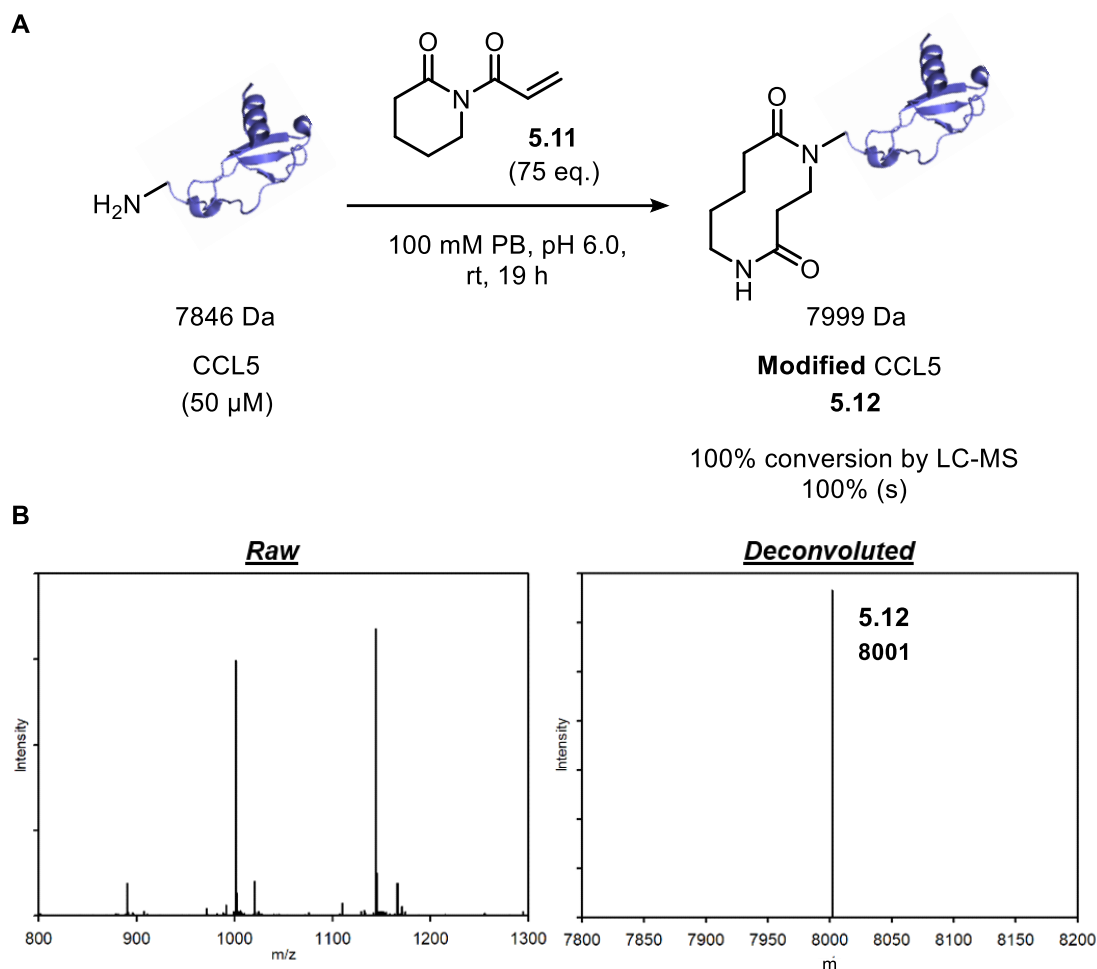 A
O
O
N
5.11
(75 eq.)
H₂N
100 mM PB, pH 6.0,
rt, 19 h
O
N
N
H
O
7846 Da
CCL5
(50 µM)
7999 Da
Modified CCL5
5.12
100% conversion by LC-MS
100% (s)
B
Raw
Intensity
800 900 1000 1100 1200 1300
m/z
Deconvoluted
5.12
8001
Intensity
7800 7850 7900 7950 8000 8050 8100 8150 8200
m